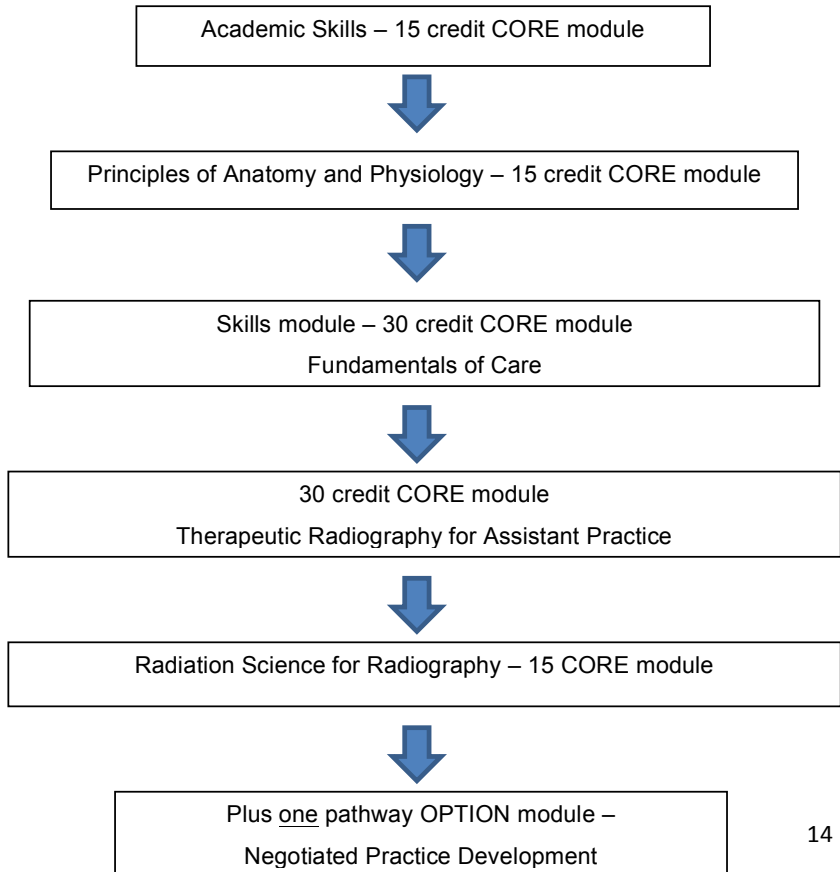 Academic Skills – 15 credit CORE module
Principles of Anatomy and Physiology – 15 credit CORE module
Skills module – 30 credit CORE module
Fundamentals of Care
30 credit CORE module
Therapeutic Radiography for Assistant Practice
Radiation Science for Radiography – 15 CORE module
Plus one pathway OPTION module –
Negotiated Practice Development
14